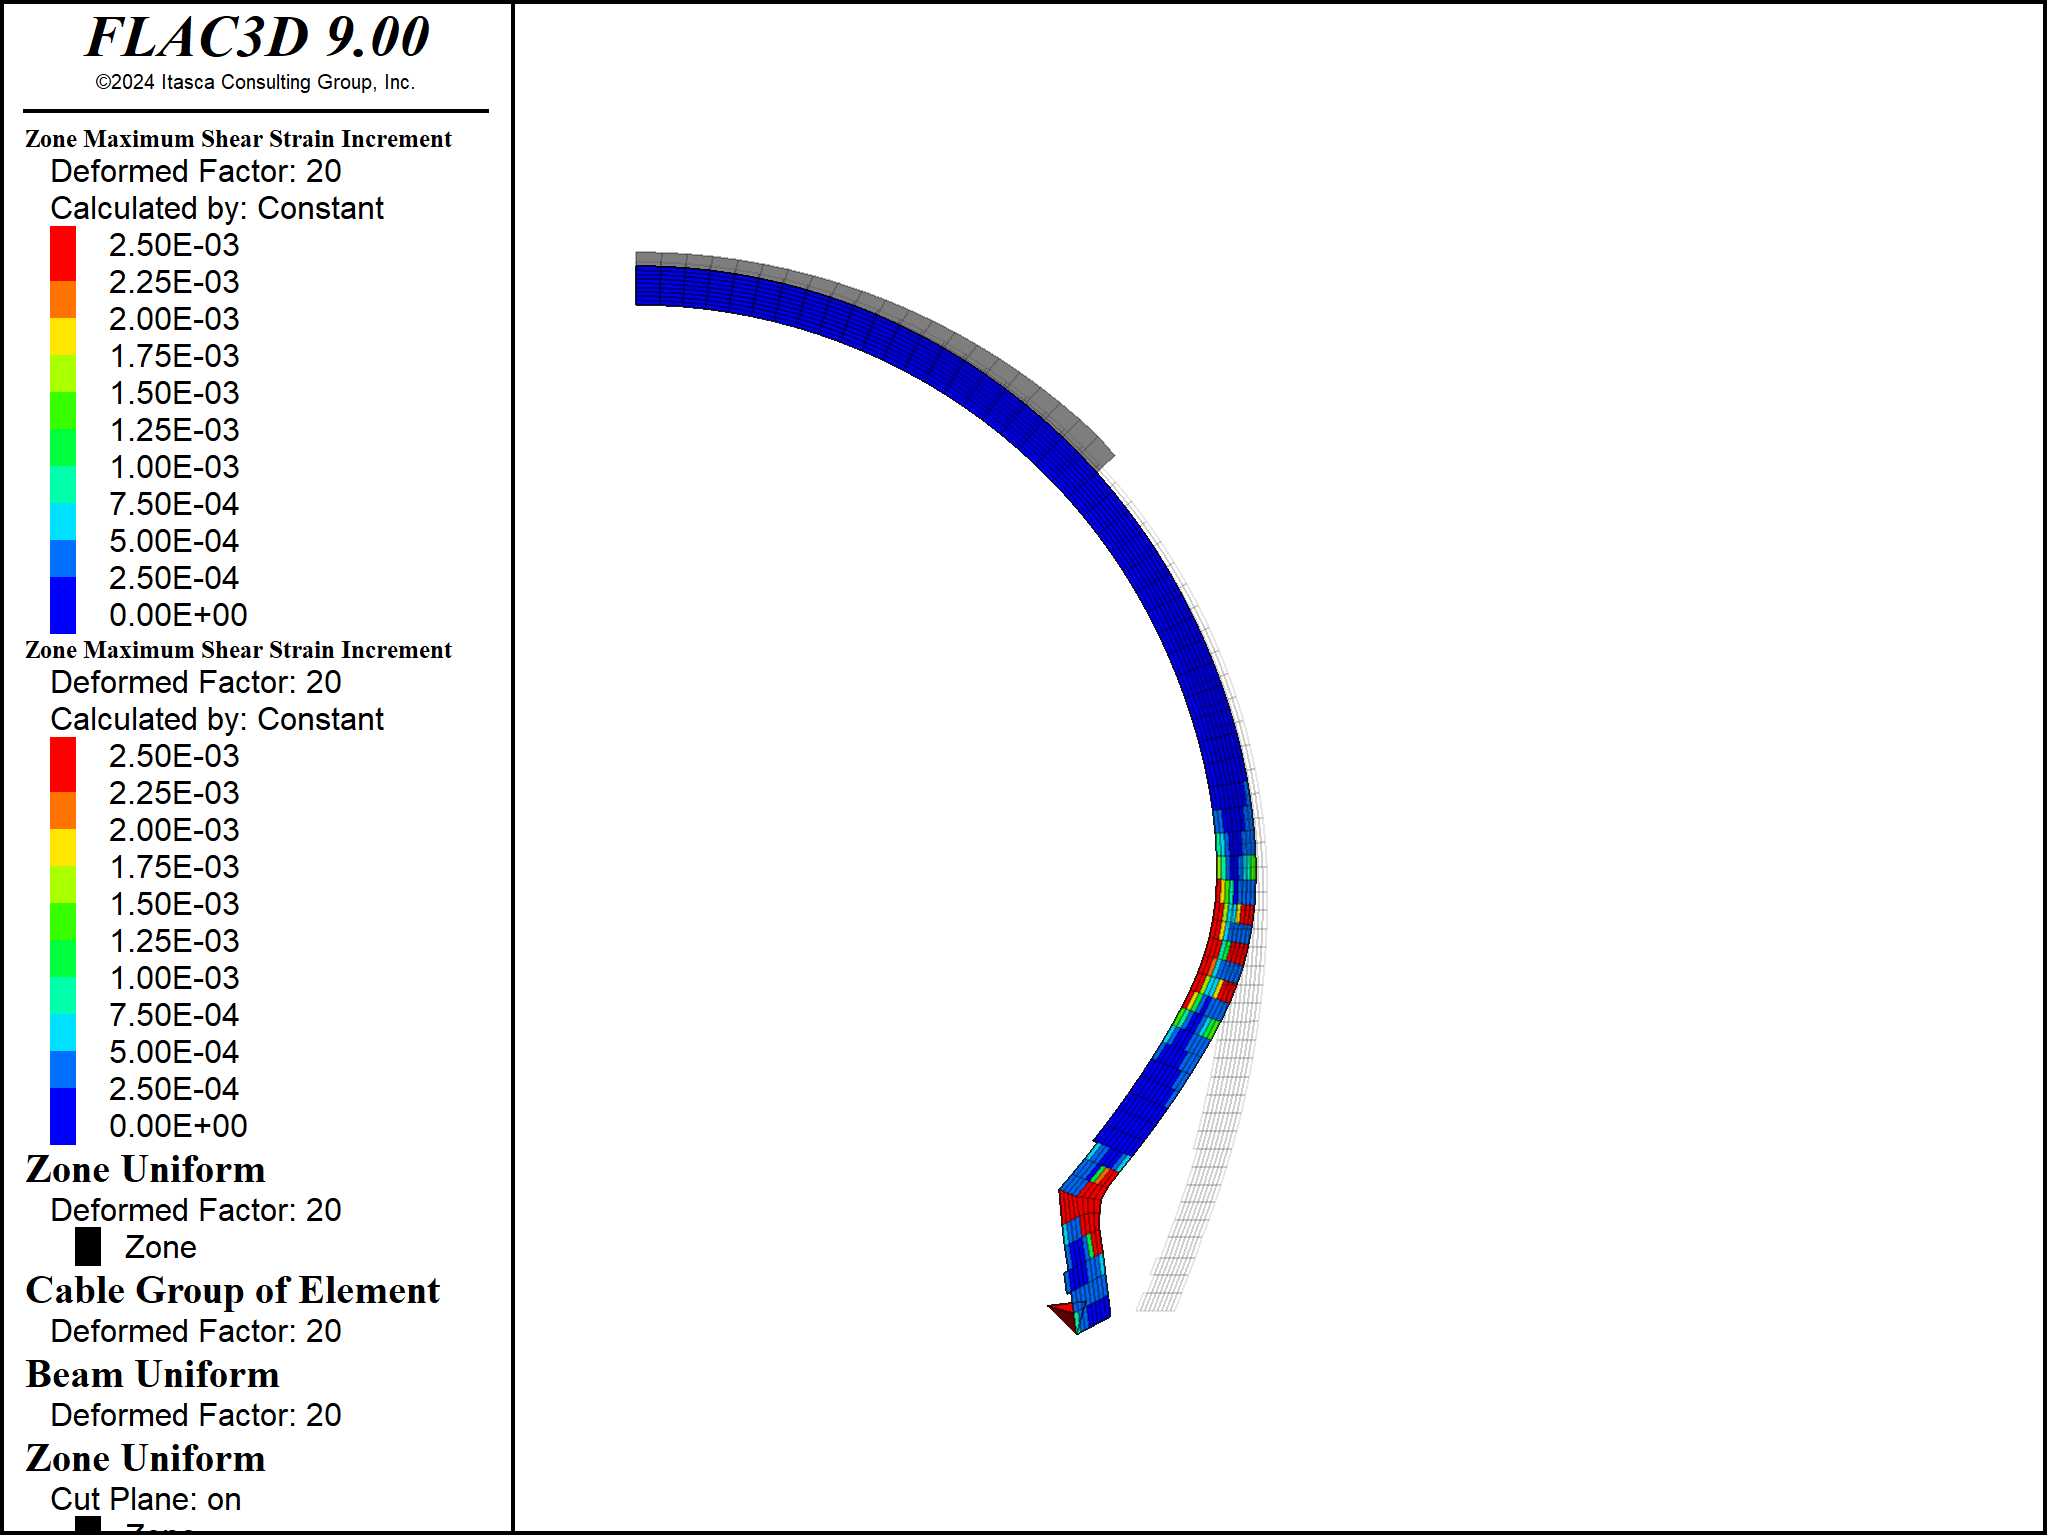 FLAC3D 9.00
©2024 Itasca Consulting Group, Inc.
Zone Maximum Shear Strain Increment
Deformed Factor: 20
Calculated by: Constant
2.50E-03
2.25E-03
2.00E-03
1.75E-03
1.50E-03
1.25E-03
1.00E-03
7.50E-04
5.00E-04
2.50E-04
0.00E+00
Zone Maximum Shear Strain Increment
Deformed Factor: 20
Calculated by: Constant
2.50E-03
2.25E-03
2.00E-03
1.75E-03
1.50E-03
1.25E-03
1.00E-03
7.50E-04
5.00E-04
2.50E-04
0.00E+00
Zone Uniform
Deformed Factor: 20
Zone
Cable Group of Element
Deformed Factor: 20
Beam Uniform
Deformed Factor: 20
Zone Uniform
Cut Plane: on